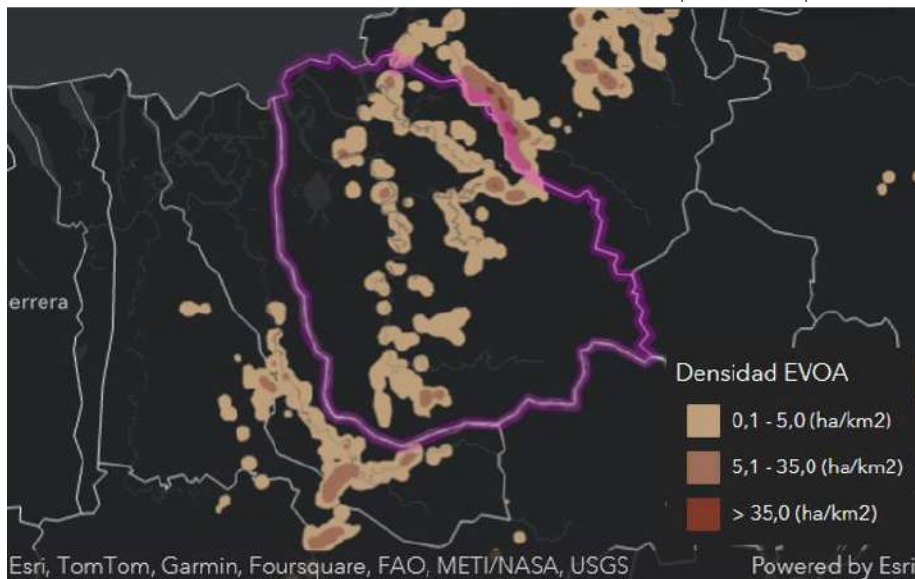 errera
Densidad EVOA
0,1 - 5,0 (ha/km2)
5,1 - 35,0 (ha/km2)
> 35,0 (ha/km2)
Esri, TomTom, Garmin, Foursquare, FAO, METI/NASA, USGS
Powered by Esri